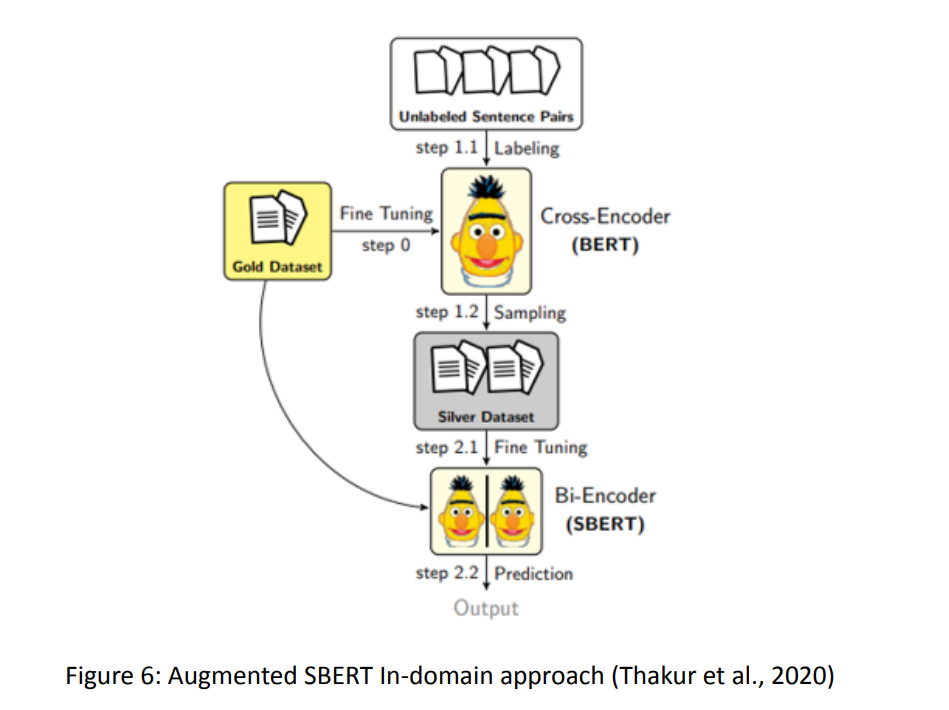 Unlabeled Sentence Pairs
step 1.1 Labeling
Gold Dataset
Fine Tuning
step 0
Cross-Encoder
(BERT)
step 1.2 Sampling
Silver Dataset
step 2.1 Fine Tuning
Bi-Encoder
(SBERT)
step 2.2 Prediction
Output
Figure 6: Augmented SBERT In-domain approach (Thakur et al., 2020)